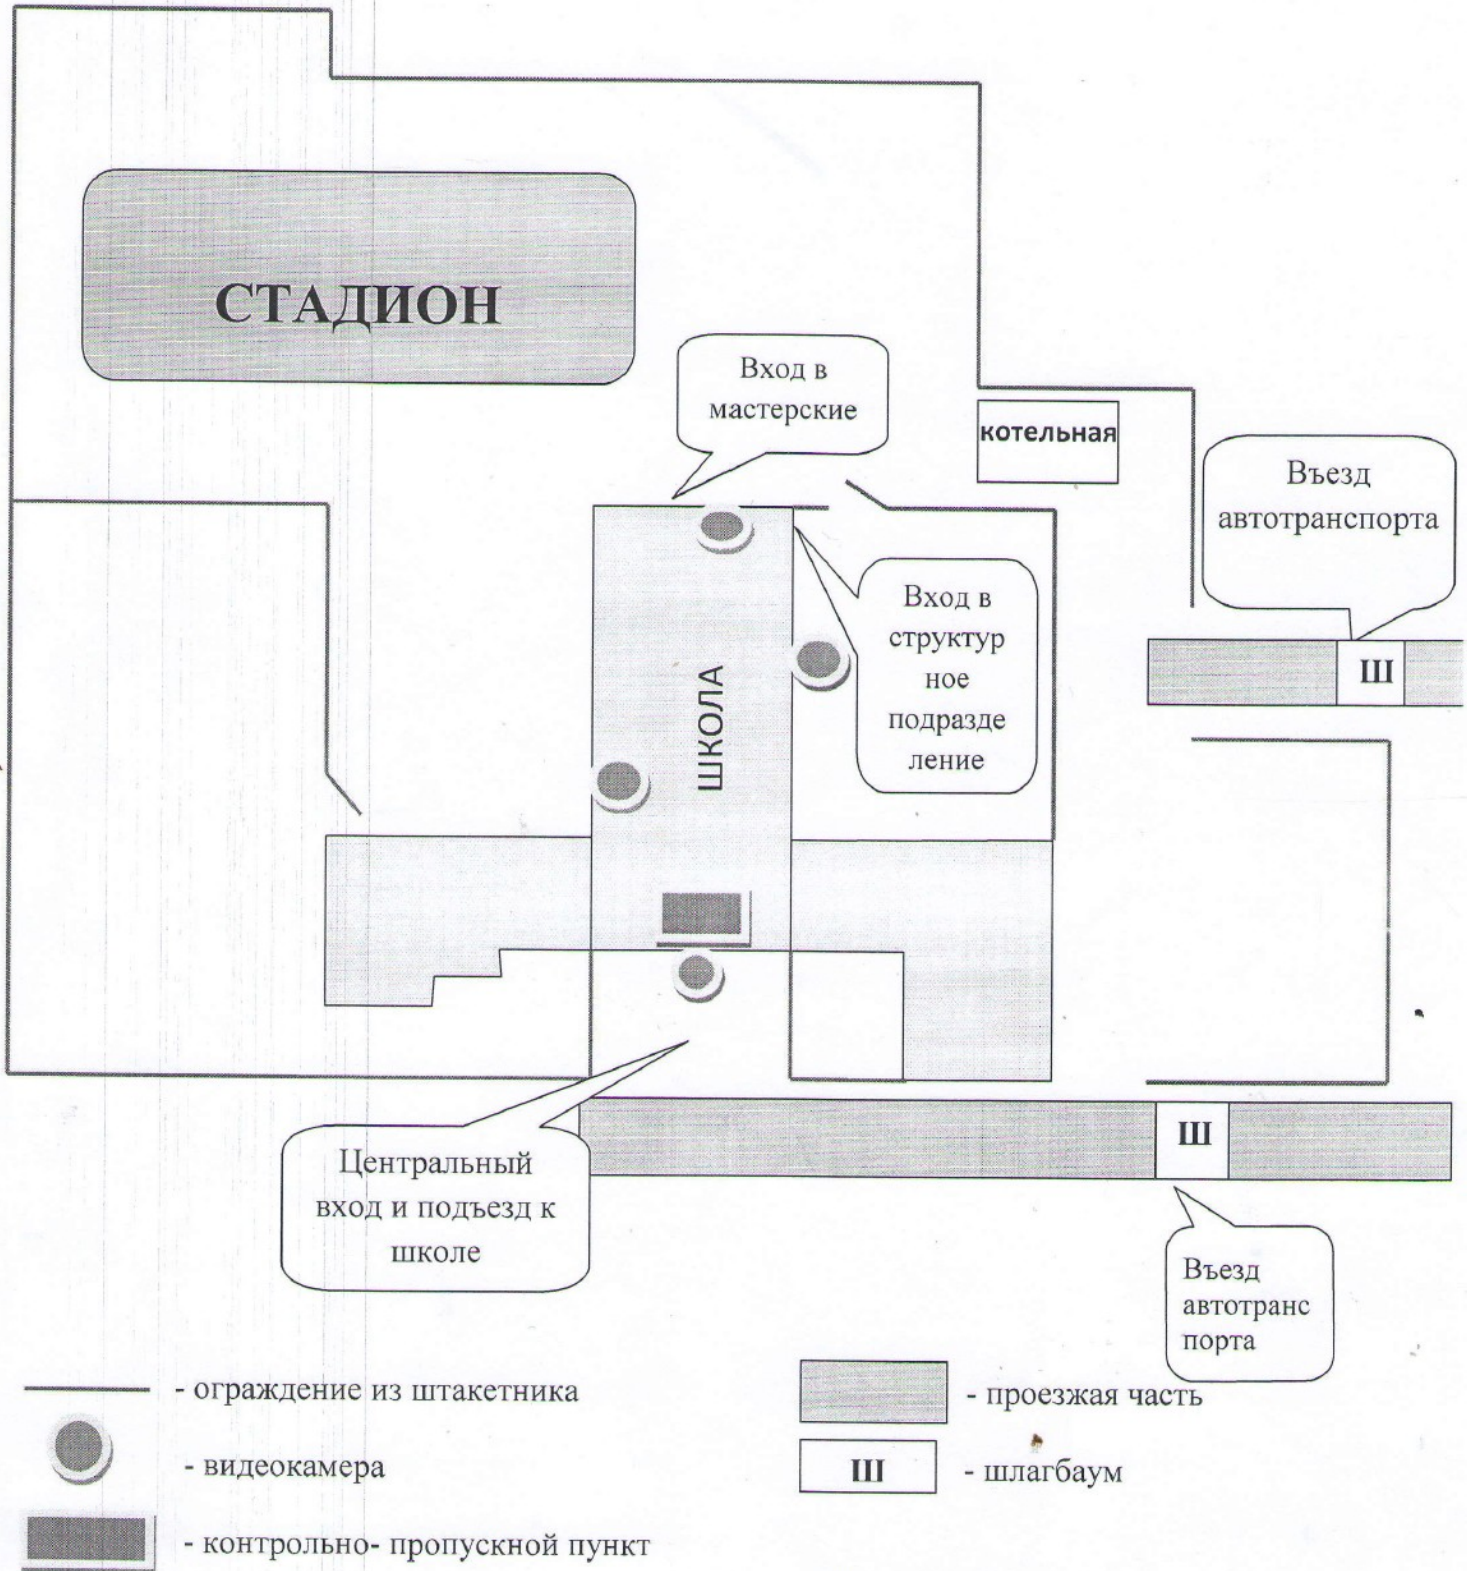 СТАДИОН
Вход в
мастерские
котельная
Въезд
автотранспорта
Вход в
структур
ное
подразде
ление
Ш
ШКОЛА
Ш
Центральный
вход и подъезд к
школе
Въезд
автотранс
порта
- ограждение из штакетника
- проезжая часть
- видеокамера
Ш
- шлагбаум
- контрольно- пропускной пункт